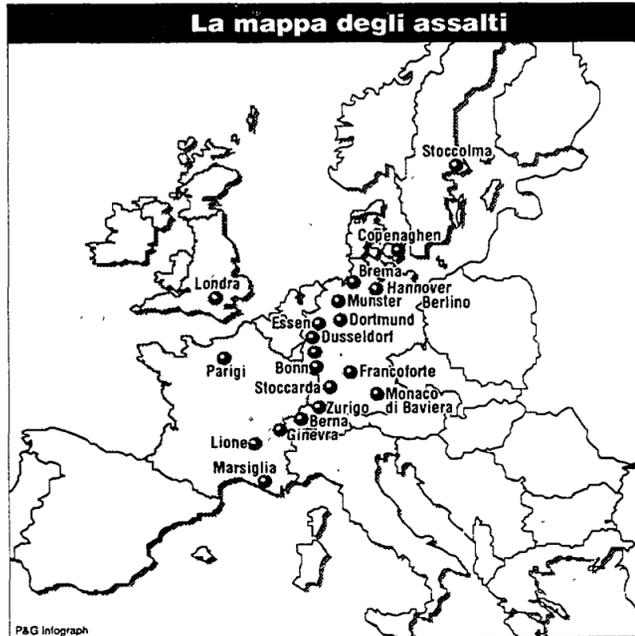 La mappa degli assalti
Stoccolma
Copenaghen
Brema
Hannover
Berlino
Londra
Munster
Essen
Dortmund
Dusseldorf
Parigi
Bonn
Francoforte
Stoccarda
Monaco
di Baviera
Zurigo
Berna
Ginevra
Lione
Marsiglia
P&G Infograph